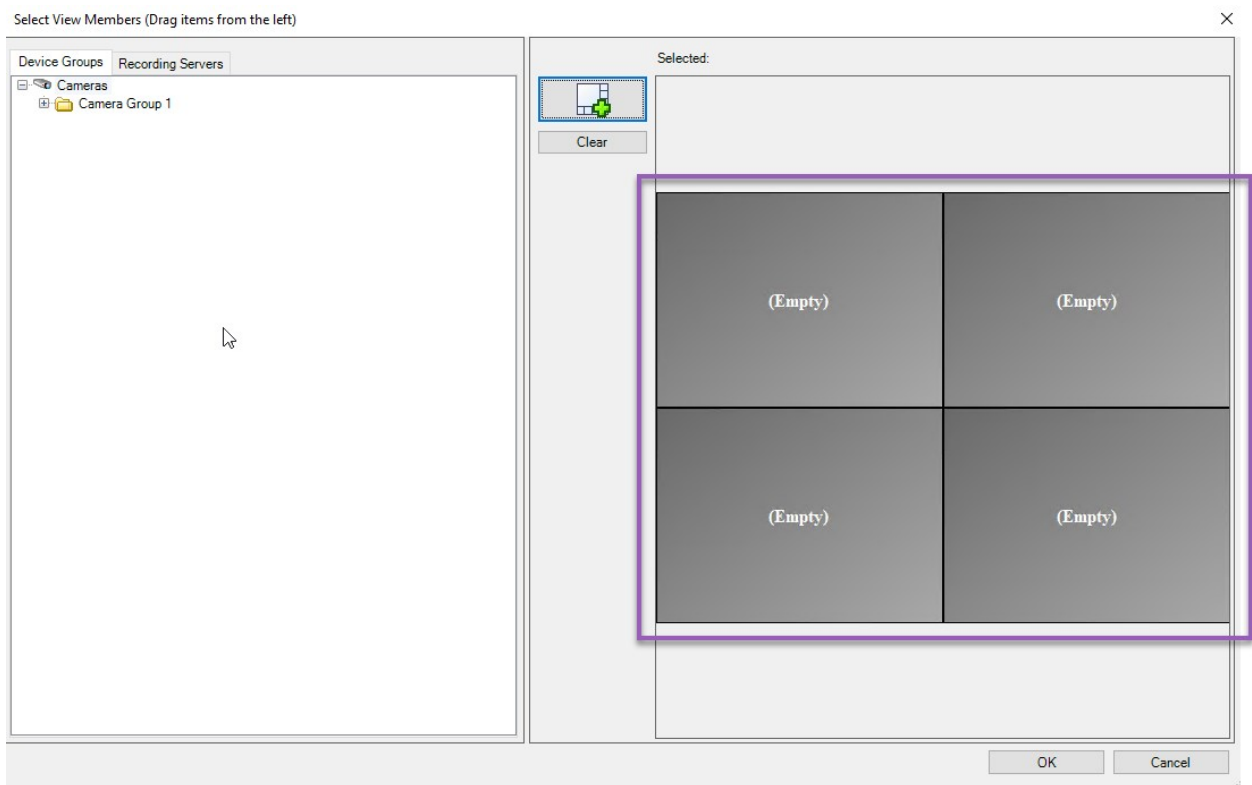 Select View Members (Drag items from the left)
Device Groups Recording Servers
Selected:
Cameras
Camera Group 1
Clear
(Empty) (Empty)
(Empty) (Empty)
OK Cancel